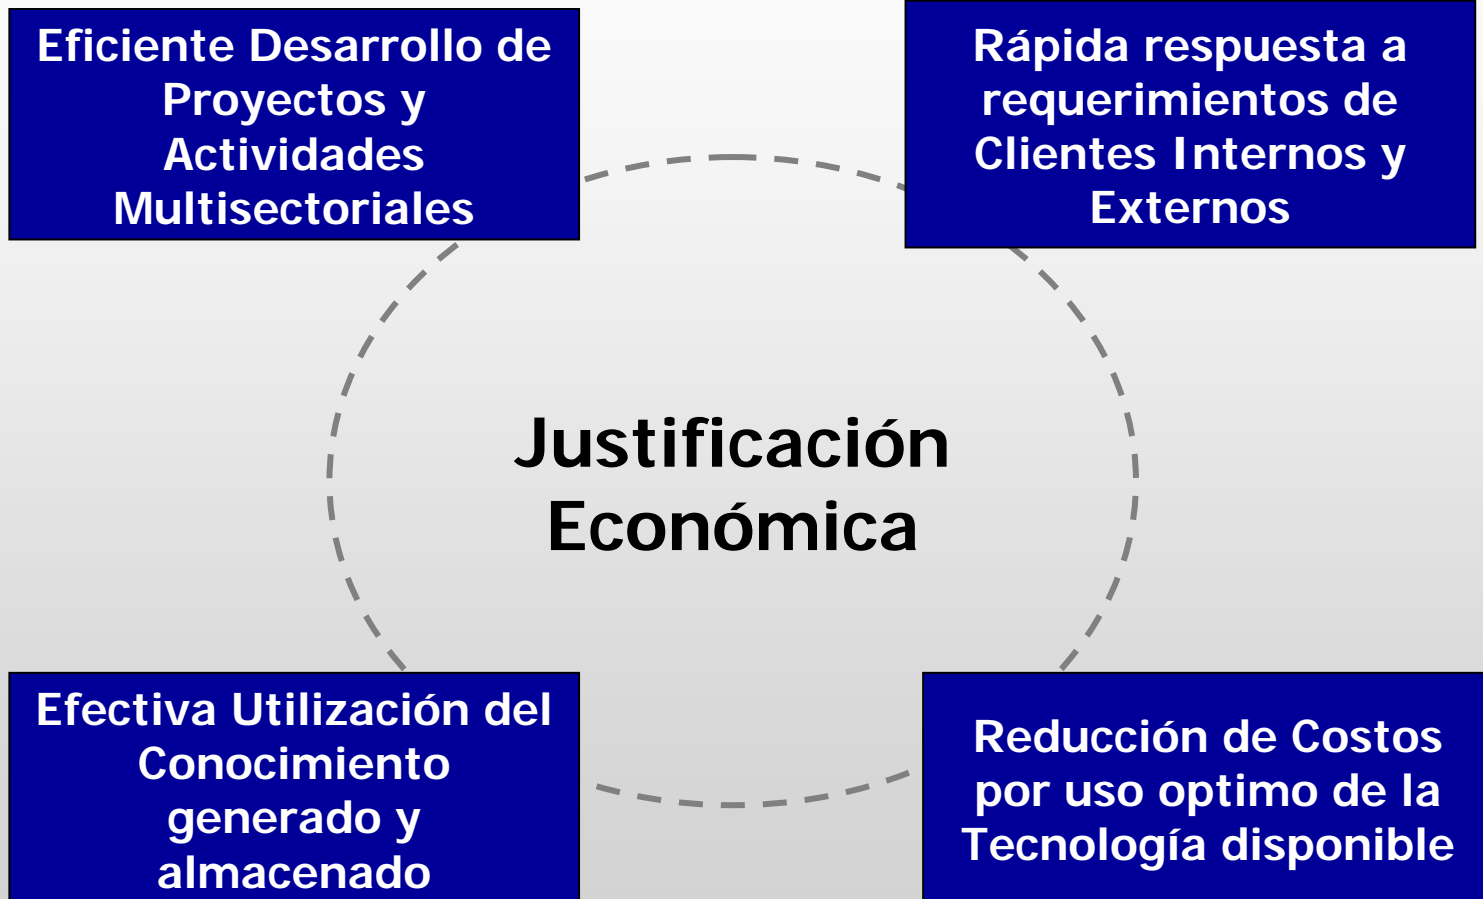 Eficiente Desarrollo de
Proyectos y
Actividades
Multisectoriales
Rápida respuesta a
requerimientos de
Clientes Internos y
Externos
Justificación
Económica
Efectiva Utilización del
Conocimiento
generado y
almacenado
Reducción de Costos
por uso optimo de la
Tecnología disponible